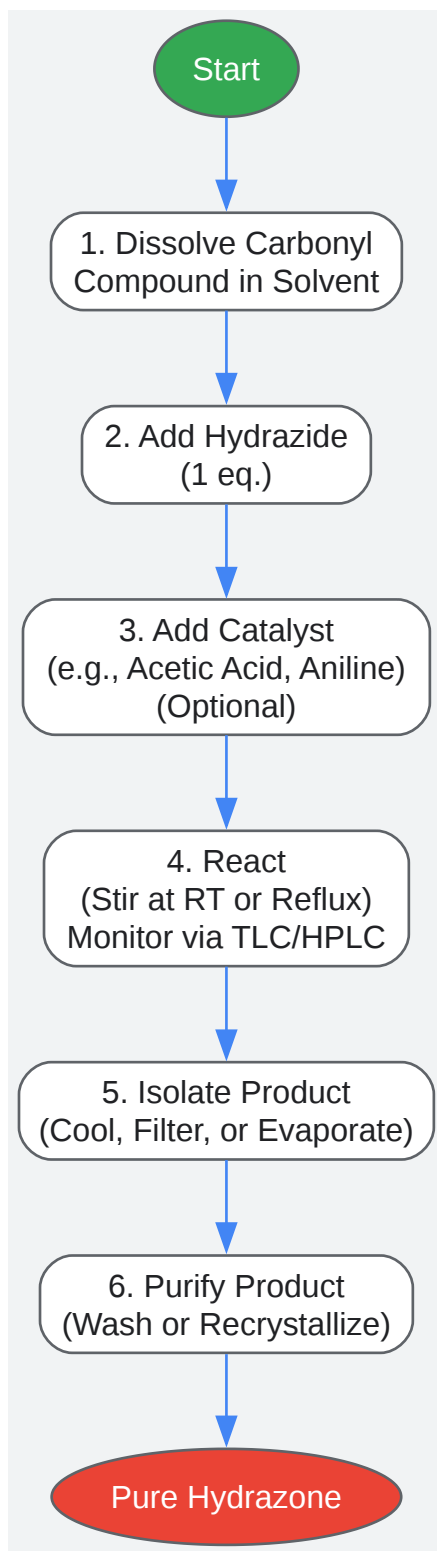 Start
1. Dissolve Carbonyl
Compound in Solvent
2. Add Hydrazide
(1 eq.)
3. Add Catalyst
(e.g., Acetic Acid, Aniline)
(Optional)
4. React
(Stir at RT or Reflux)
Monitor via TLC/HPLC
5. Isolate Product
(Cool, Filter, or Evaporate)
6. Purify Product
(Wash or Recrystallize)
Pure Hydrazone